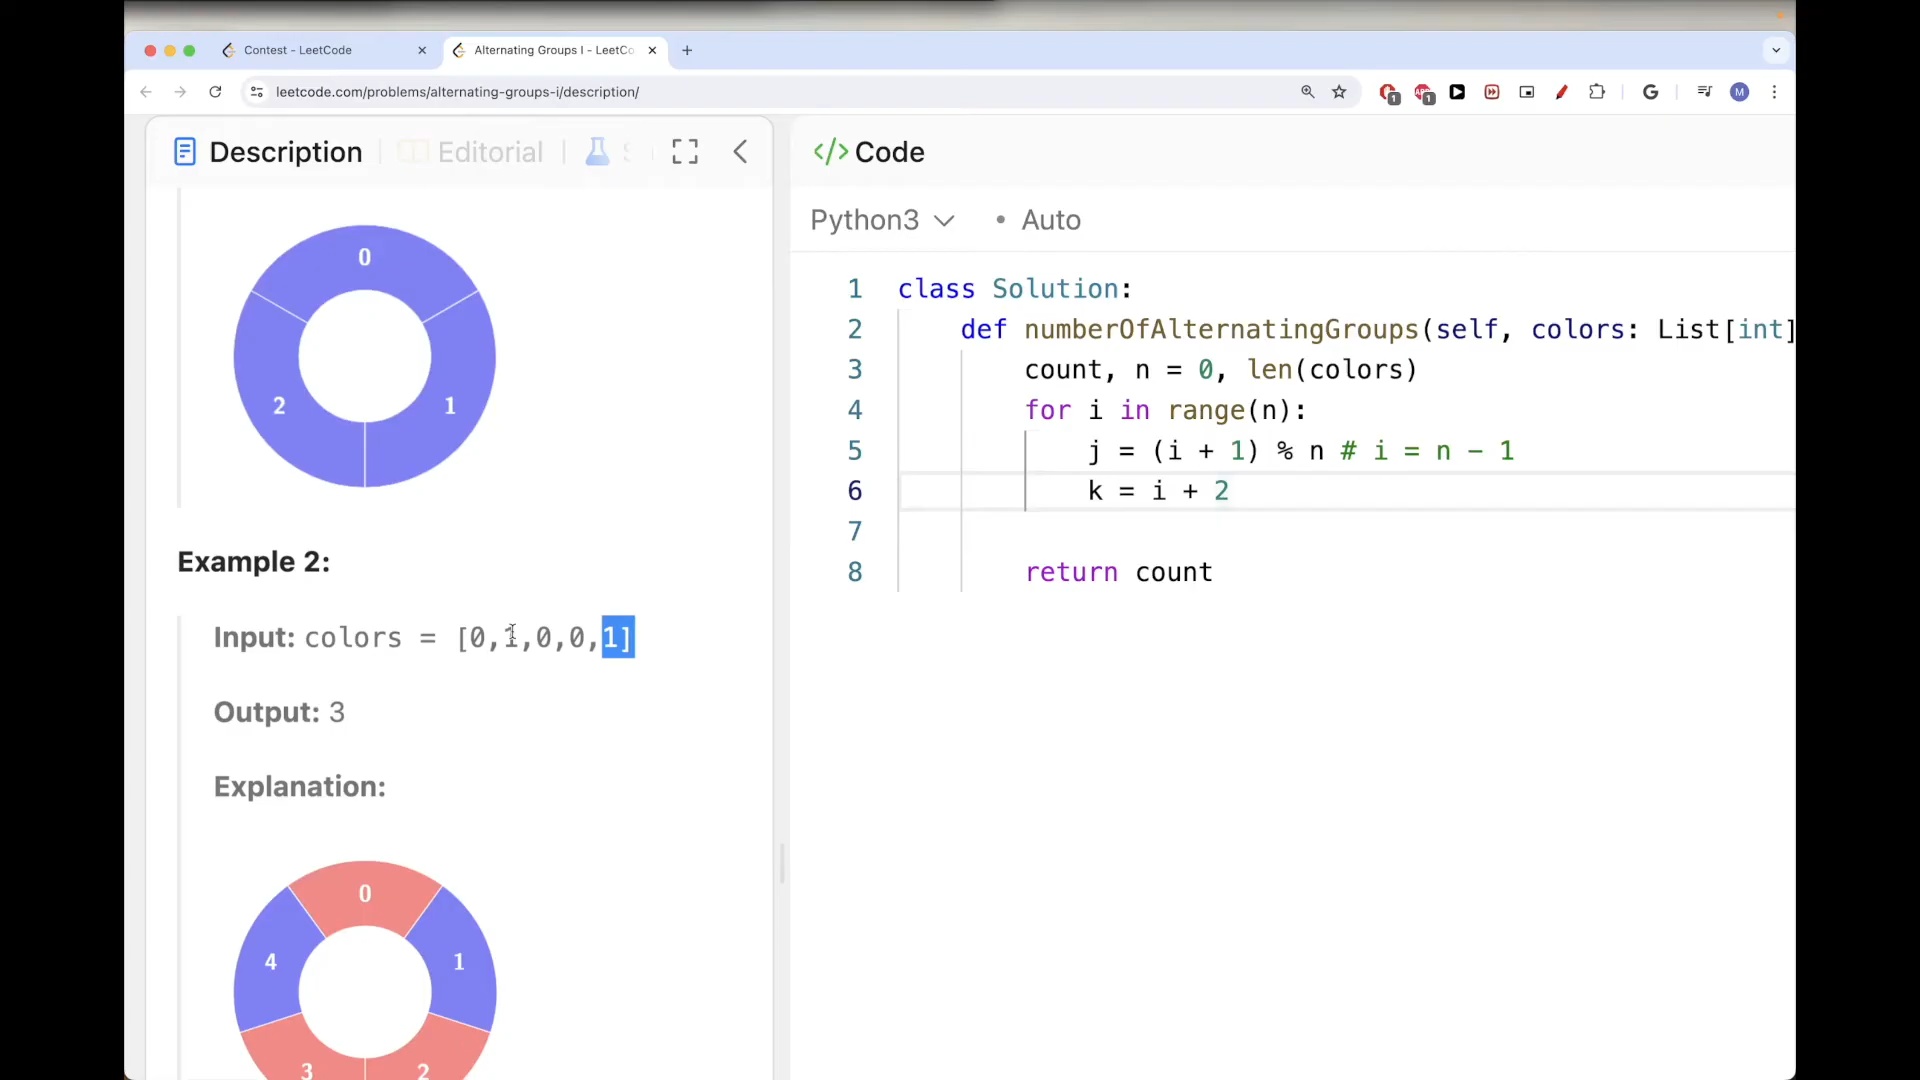 Contest - LeetCode
Alternating Groups I - LeetCo
leetcode.com/problems/alternating-groups-i/description/
1
1
G
M
Description
Editorial
</> Code
Python3
• Auto
0
2
1
Example 2:
Input: colors = [0,1,0,0,1]
Output: 3
Explanation:
0
4
1
3
2
1 class Solution:
2 def numberOfAlternatingGroups(self, colors: List[int]
3 count, n = 0, len(colors)
4 for i in range(n):
5 j = (i + 1) % n # i = n - 1
6 k = i + 2
7
8 return count